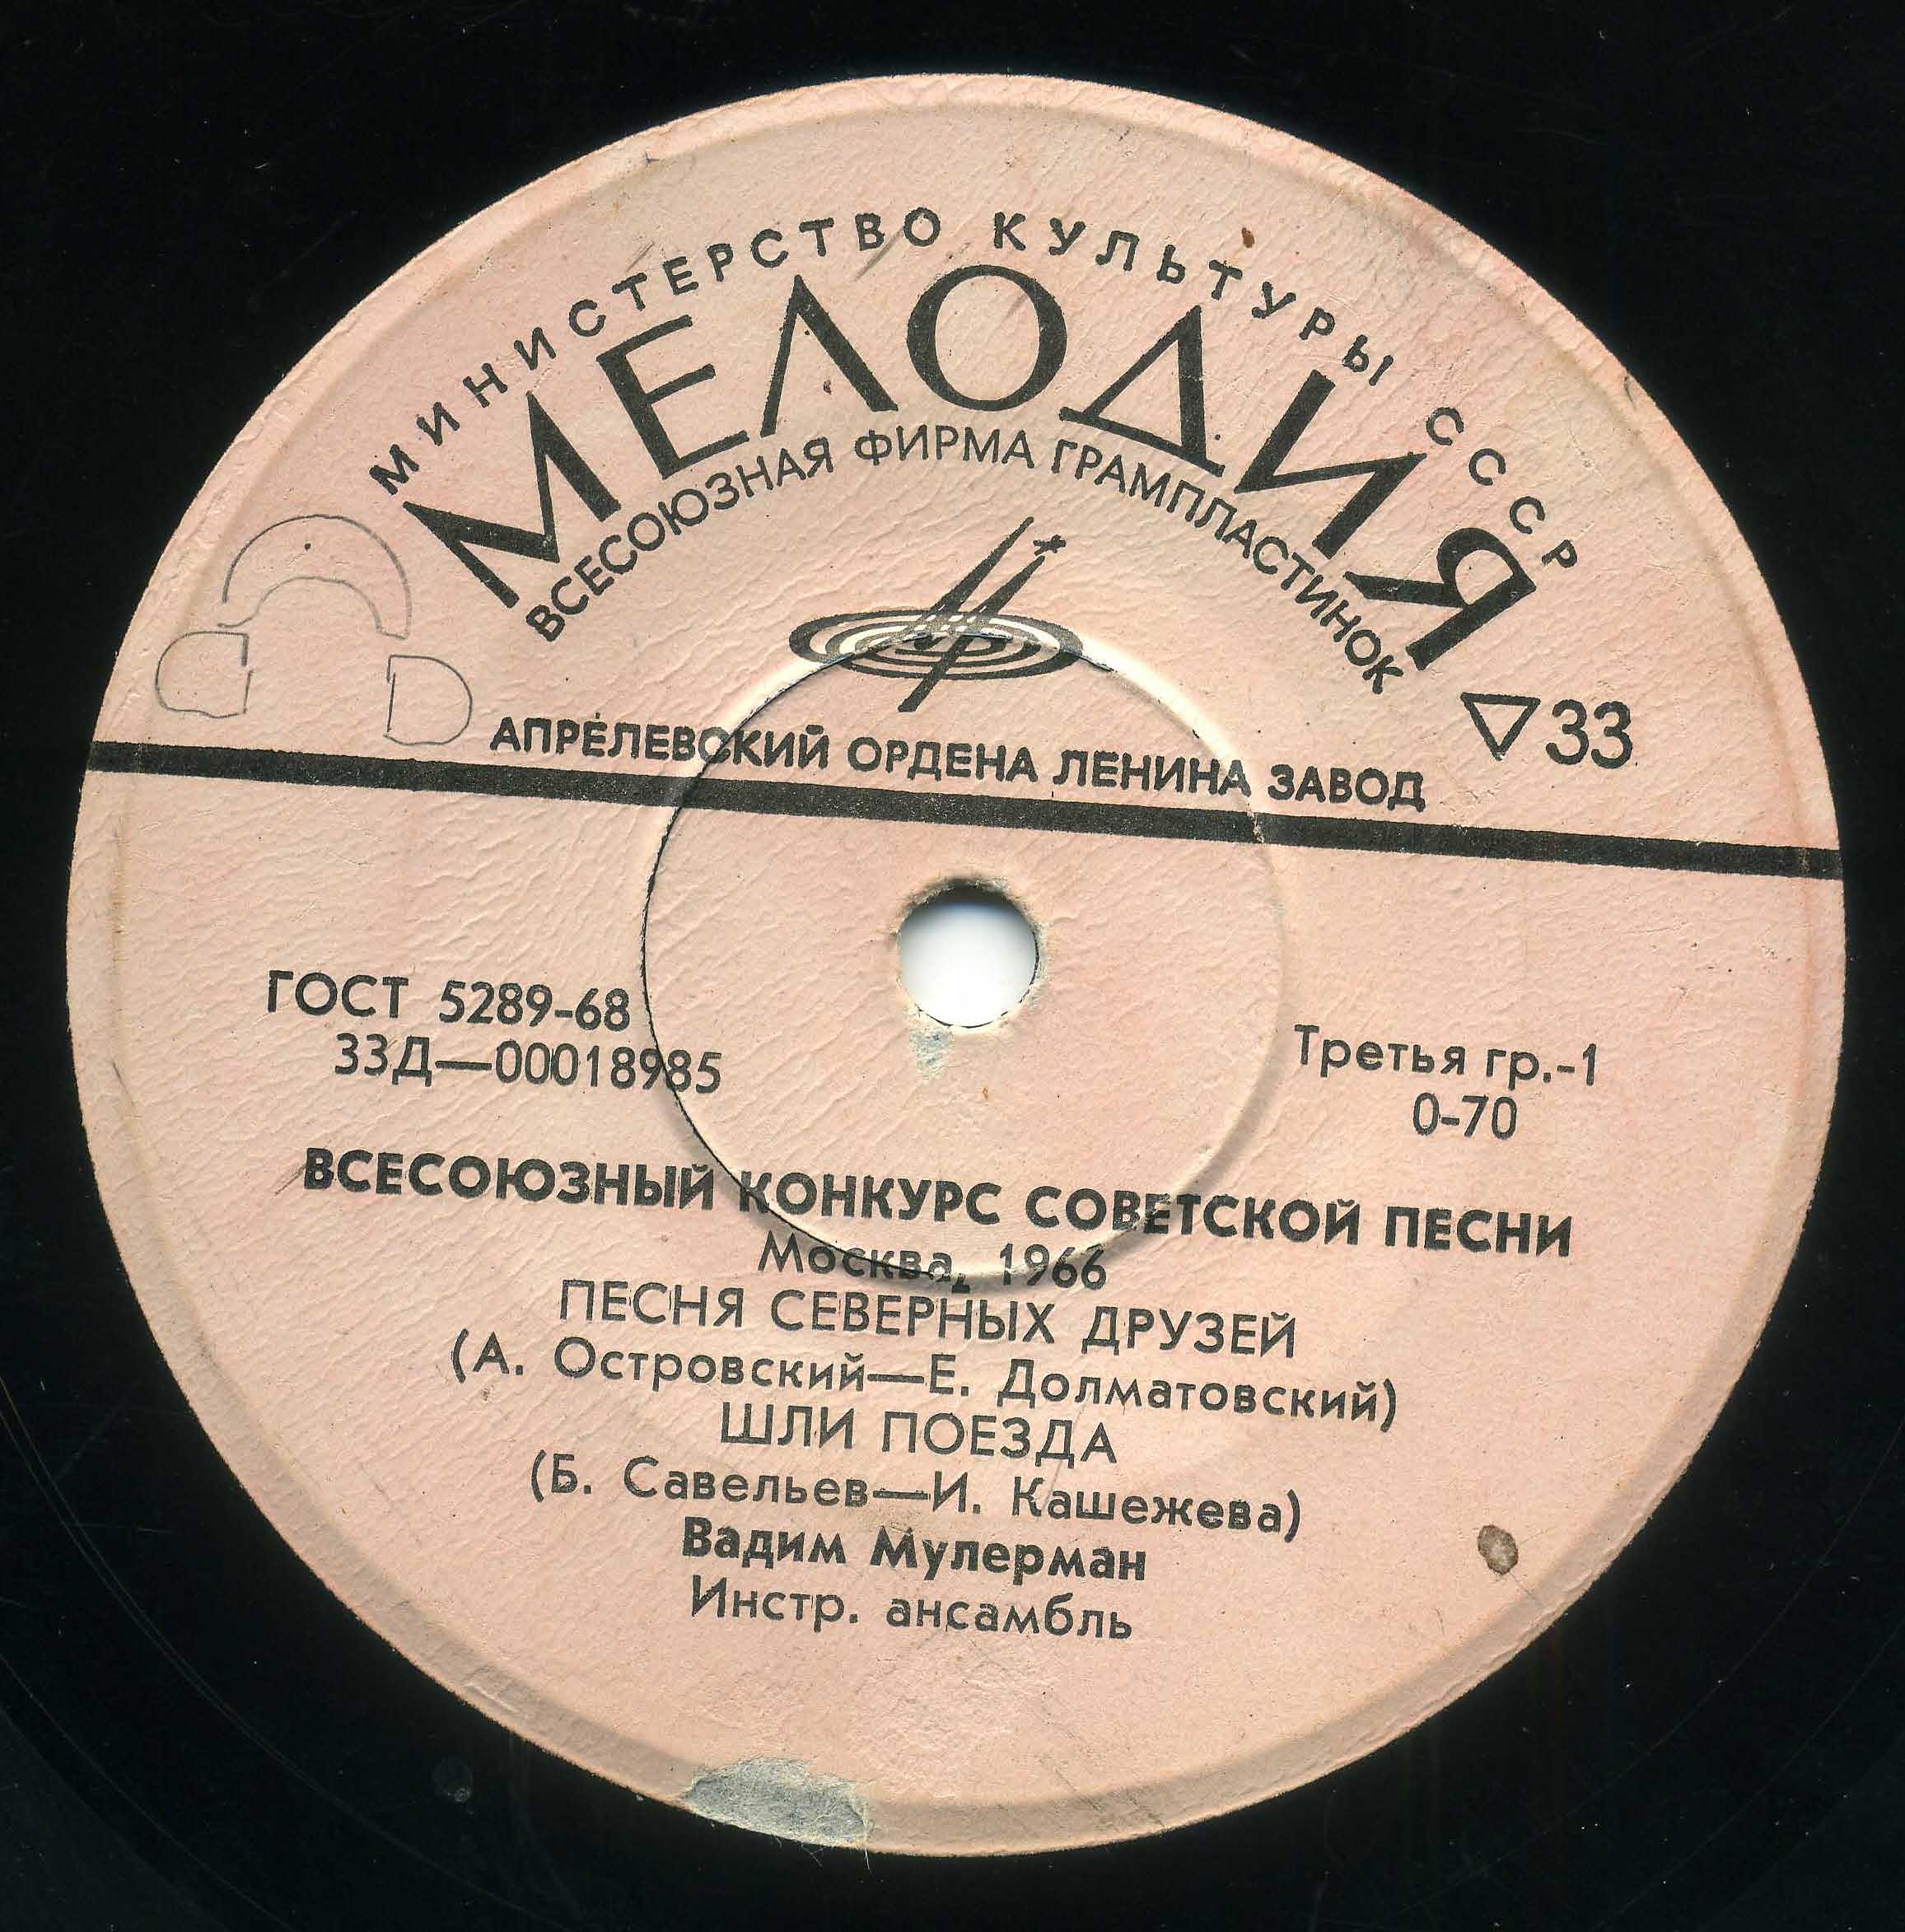 МИНИСТЕРСТВО КУЛЬТУРЫ СССР
МЕЛОДИЯ
ВСЕСОЮЗНАЯ ФИРМА ГРАМПЛАСТИНОК
▽33
АПРЕЛЕВСКИЙ ОРДЕНА ЛЕНИНА ЗАВОД
ГОСТ 5289-68
33Д—00018985
Третья гр.-1
0-70
ВСЕСОЮЗНЫЙ КОНКУРС СОВЕТСКОЙ ПЕСНИ
Москва, 1966
ПЕСНЯ СЕВЕРНЫХ ДРУЗЕЙ
(А. Островский—Е. Долматовский)
ШЛИ ПОЕЗДА
(Б. Савельев—И. Кашежева)
Вадим Мулерман
Инстр. ансамбль